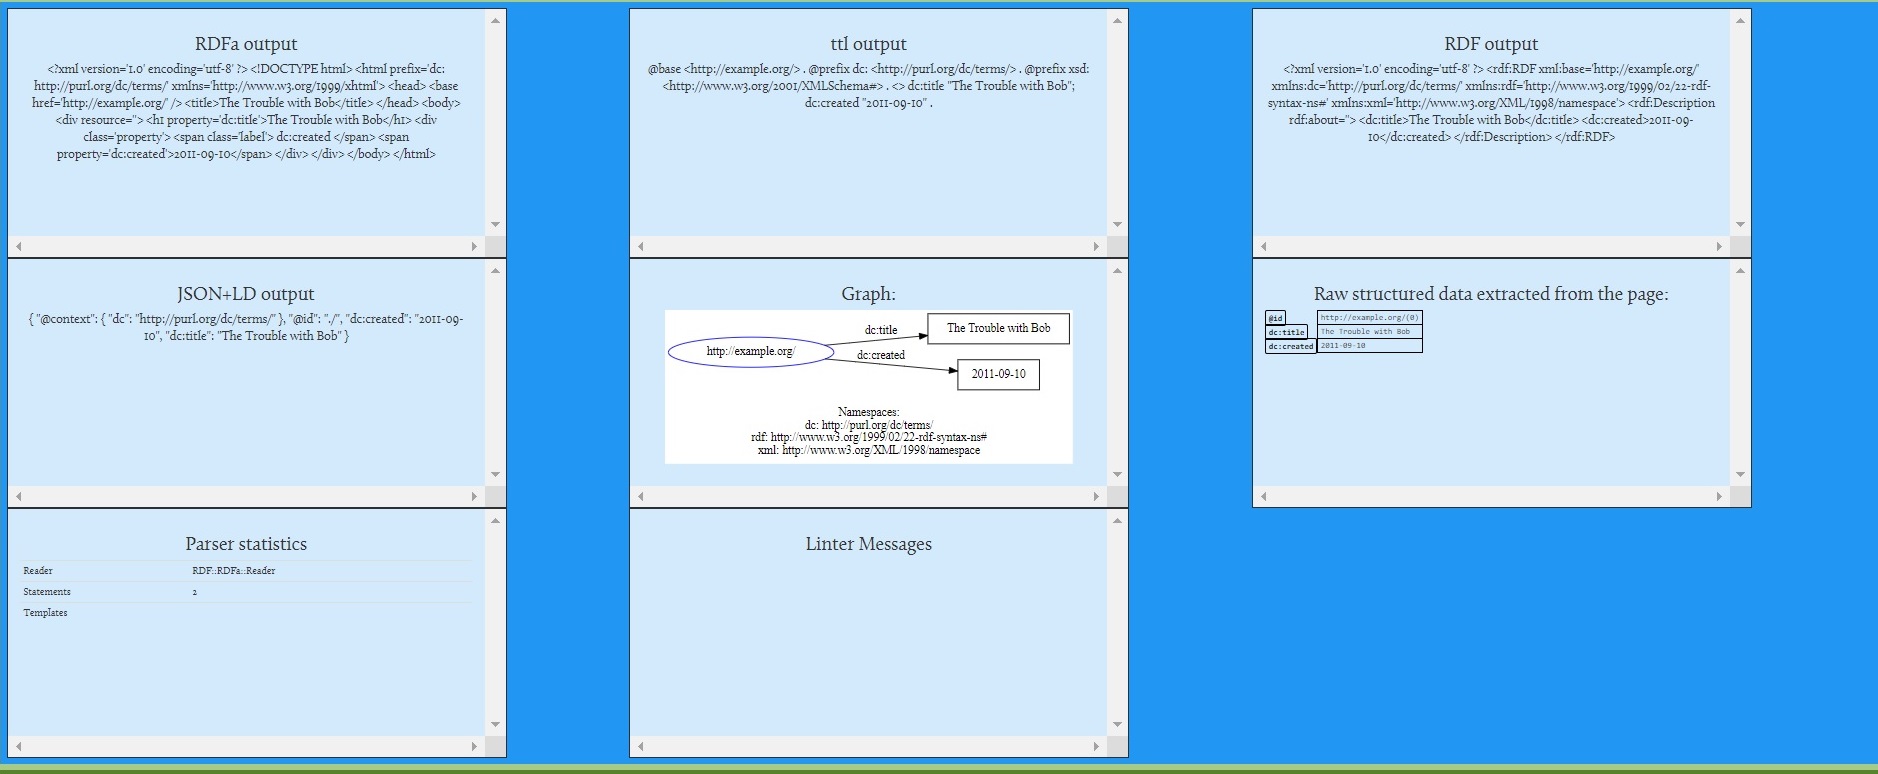 RDFa output
<?xml version='1.0' encoding='utf-8' ?> <!DOCTYPE html> <html prefix='dc:
http://purl.org/dc/terms/' xmlns='http://www.w3.org/1999/xhtml'> <head> <base
href='http://example.org/' /> <title>The Trouble with Bob</title> </head> <body>
<div resource=''> <h1 property='dc:title'>The Trouble with Bob</h1> <div
class='property'> <span class='label'> dc:created </span> <span
property='dc:created'>2011-09-10</span> </div> </div> </body> </html>
ttl output
@base <http://example.org/> . @prefix dc: <http://purl.org/dc/terms/> . @prefix xsd:
<http://www.w3.org/2001/XMLSchema#> . <> dc:title "The Trouble with Bob";
dc:created "2011-09-10" .
RDF output
<?xml version='1.0' encoding='utf-8' ?> <rdf:RDF xml:base='http://example.org/'
xmlns:dc='http://purl.org/dc/terms/' xmlns:rdf='http://www.w3.org/1999/02/22-rdf-
syntax-ns#' xmlns:xml='http://www.w3.org/XML/1998/namespace'> <rdf:Description
rdf:about=''> <dc:title>The Trouble with Bob</dc:title> <dc:created>2011-09-
10</dc:created> </rdf:Description> </rdf:RDF>
JSON+LD output
{ "@context": { "dc": "http://purl.org/dc/terms/" }, "@id": "./", "dc:created": "2011-09-
10", "dc:title": "The Trouble with Bob" }
Graph:
http://example.org/
dc:title
The Trouble with Bob
dc:created
2011-09-10
Namespaces:
dc: http://purl.org/dc/terms/
rdf: http://www.w3.org/1999/02/22-rdf-syntax-ns#
xml: http://www.w3.org/XML/1998/namespace
Raw structured data extracted from the page:
@id http://example.org/(0)
dc:title The Trouble with Bob
dc:created 2011-09-10
Parser statistics
Reader RDF::RDFa::Reader
Statements 2
Templates
Linter Messages